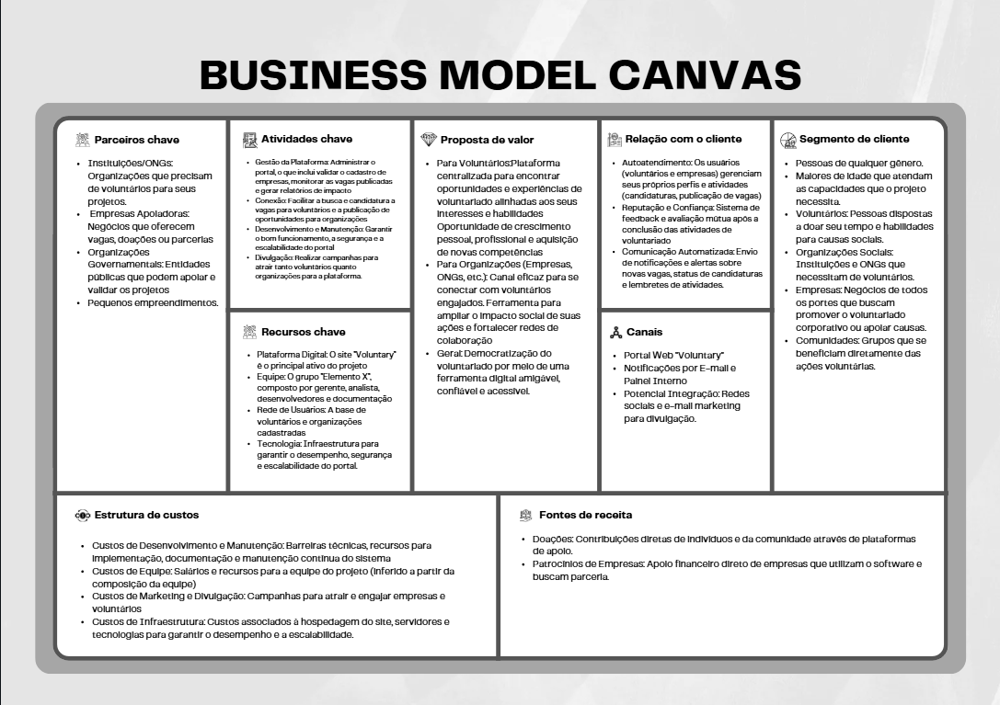 BUSINESS MODEL CANVAS
Parceiros chave
• Instituições/ONGs:
Organizações que precisam
de voluntários para seus
projetos.
• Empresas Apoiadoras:
Negócios que oferecem
vagas, doações ou parcerias
• Organizações
Governamentais: Entidades
públicas que podem apoiar e
validar os projetos
• Pequenos empreendimentos.
Atividades chave
• Gestão da Plataforma: Administrar o
portal, o que inclui validar o cadastro de
empresas, monitorar as vagas publicadas
e gerar relatórios de impacto
• Conexão: Facilitar a busca e candidatura a
vagas para voluntários e a publicação de
oportunidades para organizações
• Desenvolvimento e Manutenção: Garantir
o bom funcionamento, a segurança e a
escalabilidade do portal
• Divulgação: Realizar campanhas para
atrair tanto voluntários quanto
organizações para a plataforma.
Recursos chave
• Plataforma Digital: O site "Voluntary"
é o principal ativo do projeto
• Equipe: O grupo "Elemento X",
composto por gerente, analista,
desenvolvedores e documentação
• Rede de Usuários: A base de
voluntários e organizações
cadastradas
• Tecnologia: Infraestrutura para
garantir o desempenho, segurança
e escalabilidade do portal.
Proposta de valor
• Para Voluntários:Plataforma
centralizada para encontrar
oportunidades e experiências de
voluntariado alinhadas aos seus
interesses e habilidades
Oportunidade de crescimento
pessoal, profissional e aquisição
de novas competências
• Para Organizações (Empresas,
ONGs, etc.): Canal eficaz para se
conectar com voluntários
engajados. Ferramenta para
ampliar o impacto social de suas
ações e fortalecer redes de
colaboração
• Geral: Democratização do
voluntariado por meio de uma
ferramenta digital amigável,
confiável e acessível.
Relação com o cliente
• Autoatendimento: Os usuários
(voluntários e empresas) gerenciam
seus próprios perfis e atividades
(candidaturas, publicação de vagas)
• Reputação e Confiança: Sistema de
feedback e avaliação mútua após a
conclusão das atividades de
voluntariado
• Comunicação Automatizada: Envio
de notificações e alertas sobre
novas vagas, status de candidaturas
e lembretes de atividades.
Canais
• Portal Web "Voluntary"
• Notificações por E-mail e
Painel Interno
• Potencial Integração: Redes
sociais e e-mail marketing
para divulgação.
Segmento de cliente
• Pessoas de qualquer gênero.
• Maiores de idade que atendam
as capacidades que o projeto
necessita.
• Voluntários: Pessoas dispostas
a doar seu tempo e habilidades
para causas sociais.
• Organizações Sociais:
Instituições e ONGs que
necessitam de voluntários.
• Empresas: Negócios de todos
os portes que buscam
promover o voluntariado
corporativo ou apoiar causas.
• Comunidades: Grupos que se
beneficiam diretamente das
ações voluntárias.
Estrutura de custos
• Custos de Desenvolvimento e Manutenção: Barreiras técnicas, recursos para
implementação, documentação e manutenção contínua do sistema
• Custos de Equipe: Salários e recursos para a equipe do projeto (inferido a partir da
composição da equipe)
• Custos de Marketing e Divulgação: Campanhas para atrair e engajar empresas e
voluntários
• Custos de Infraestrutura: Custos associados à hospedagem do site, servidores e
tecnologias para garantir o desempenho e a escalabilidade.
Fontes de receita
• Doações: Contribuições diretas de indivíduos e da comunidade através de plataformas
de apoio.
• Patrocínios de Empresas: Apoio financeiro direto de empresas que utilizam o software e
buscam parceria.